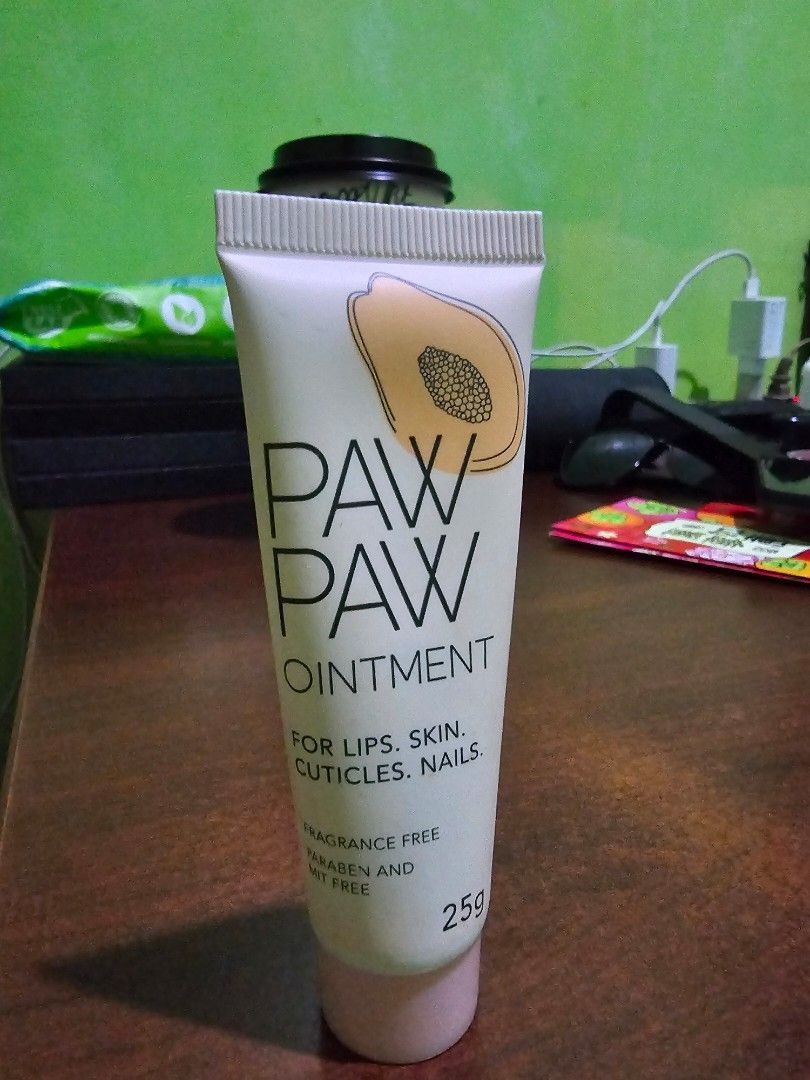 PAW
PAW
OINTMENT
FOR LIPS. SKIN.
CUTICLES. NAILS.
FRAGRANCE FREE
PARABEN AND
MIT FREE
25g